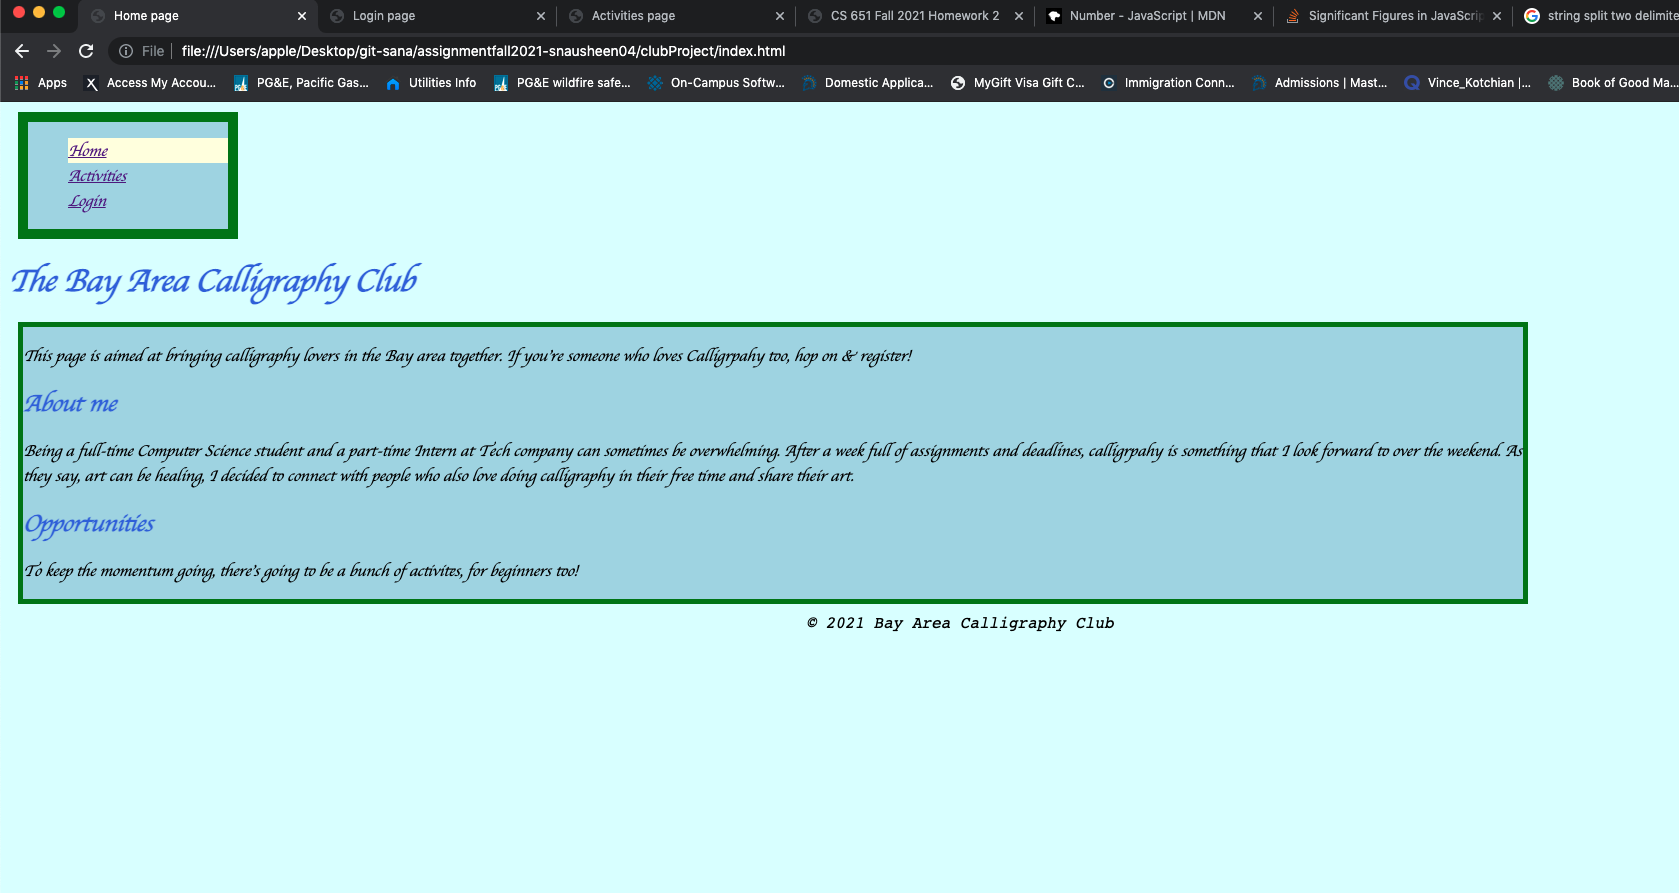 Home page
Login page
Activities page
CS 651 Fall 2021 Homework 2
Number - JavaScript | MDN
Significant Figures in JavaScrip
string split two delimite
File
file:///Users/apple/Desktop/git-sana/assignmentfall2021-snausheen04/clubProject/index.html
Apps
Access My Accou...
PG&E, Pacific Gas...
Utilities Info
PG&E wildfire safe...
On-Campus Softw...
Domestic Applica...
MyGift Visa Gift C...
Immigration Conn...
Admissions | Mast...
Vince_Kotchian |...
Book of Good Ma...
Home
Activities
Login
The Bay Area Calligraphy Club
This page is aimed at bringing calligraphy lovers in the Bay area together. If you're someone who loves Calligrpahy too, hop on & register!
About me
Being a full-time Computer Science student and a part-time Intern at Tech company can sometimes be overwhelming. After a week full of assignments and deadlines, calligrpahy is something that I look forward to over the weekend. As
they say, art can be healing, I decided to connect with people who also love doing calligraphy in their free time and share their art.
Opportunities
To keep the momentum going, there's going to be a bunch of activites, for beginners too!
© 2021 Bay Area Calligraphy Club